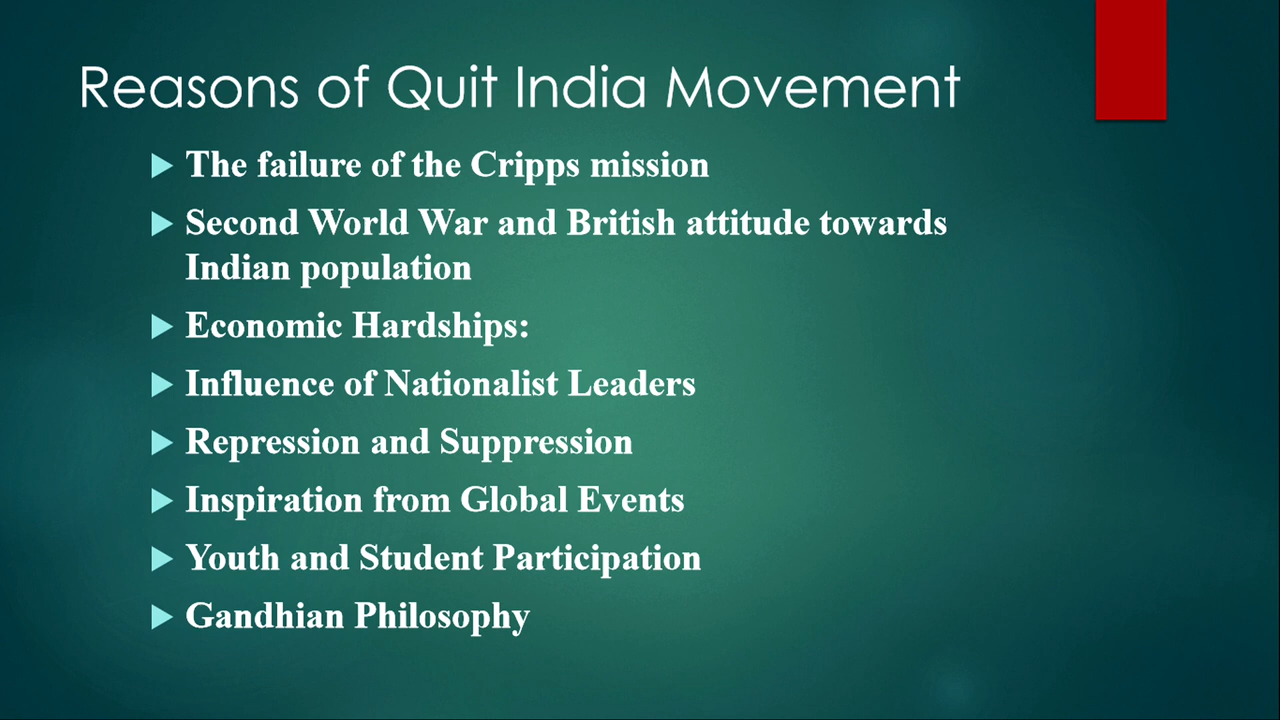 Reasons of Quit India Movement
The failure of the Cripps mission
Second World War and British attitude towards
Indian population
Economic Hardships:
Influence of Nationalist Leaders
Repression and Suppression
Inspiration from Global Events
Youth and Student Participation
Gandhian Philosophy